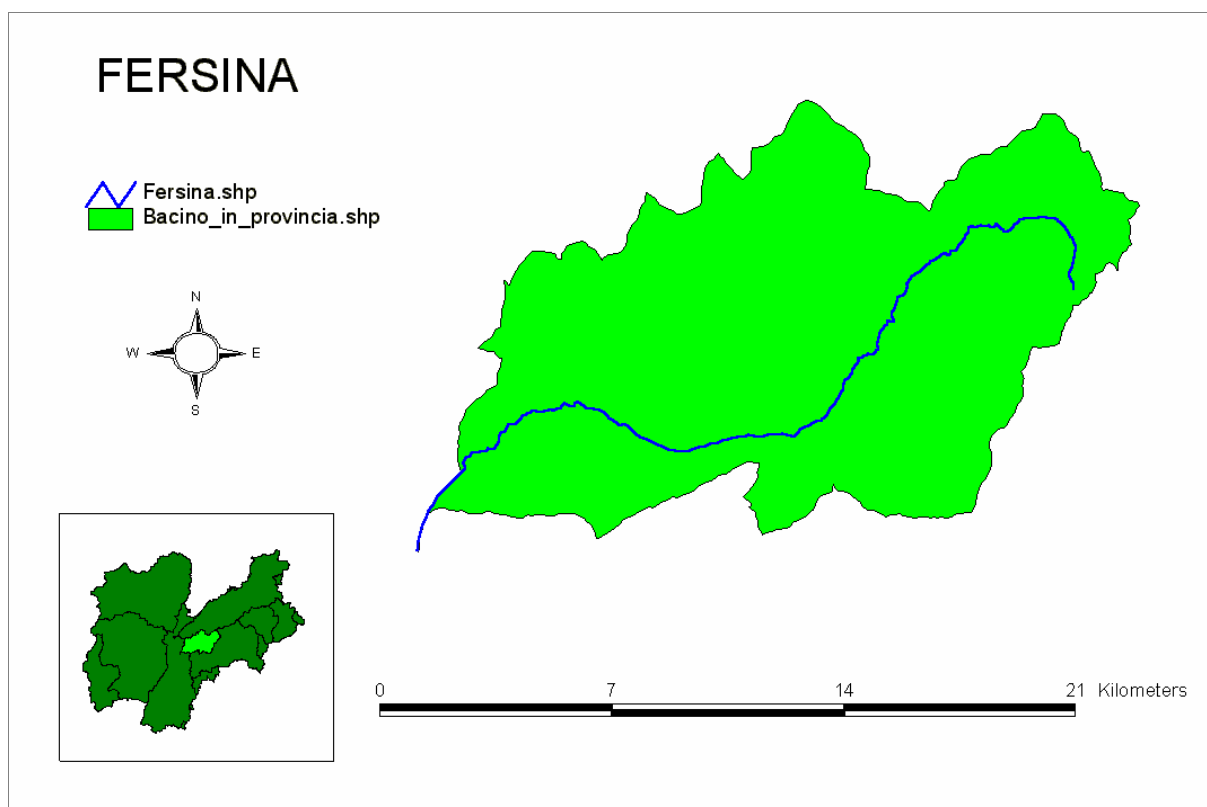 FERSINA
Fersina.shp
Bacino_in_provincia.shp
N
W E
S
0 7 14 21 Kilometers